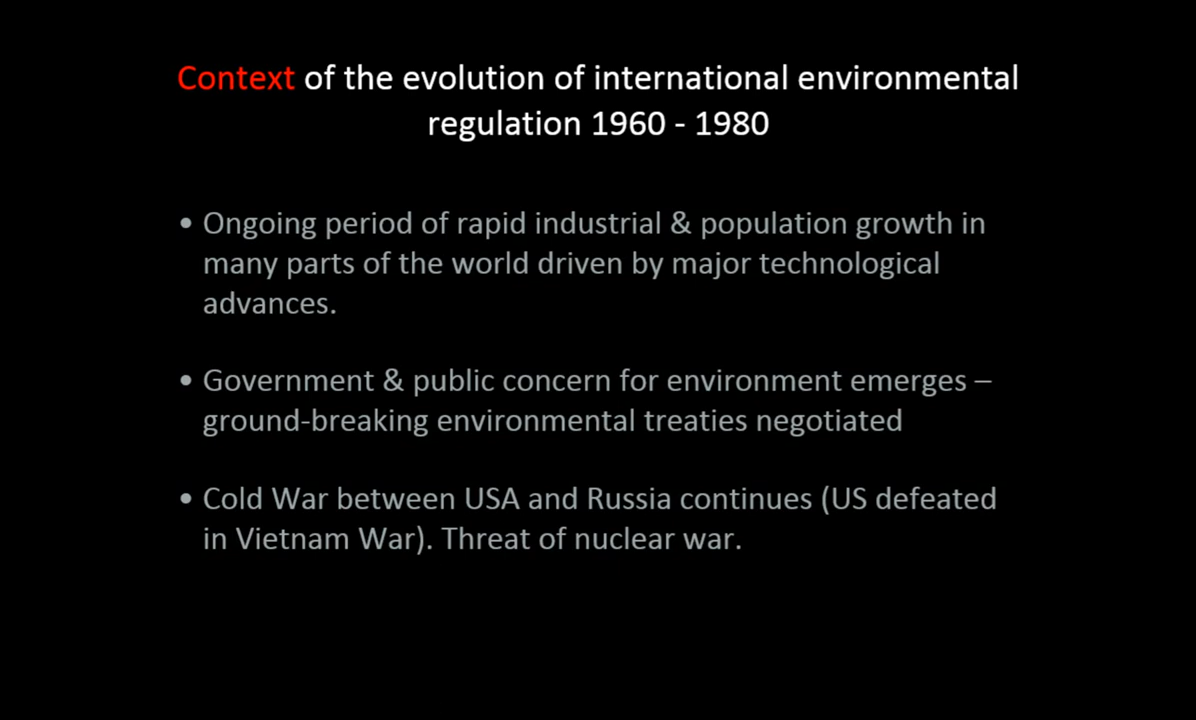 Context of the evolution of international environmental
regulation 1960 - 1980
• Ongoing period of rapid industrial & population growth in
many parts of the world driven by major technological
advances.
• Government & public concern for environment emerges –
ground-breaking environmental treaties negotiated
• Cold War between USA and Russia continues (US defeated
in Vietnam War). Threat of nuclear war.